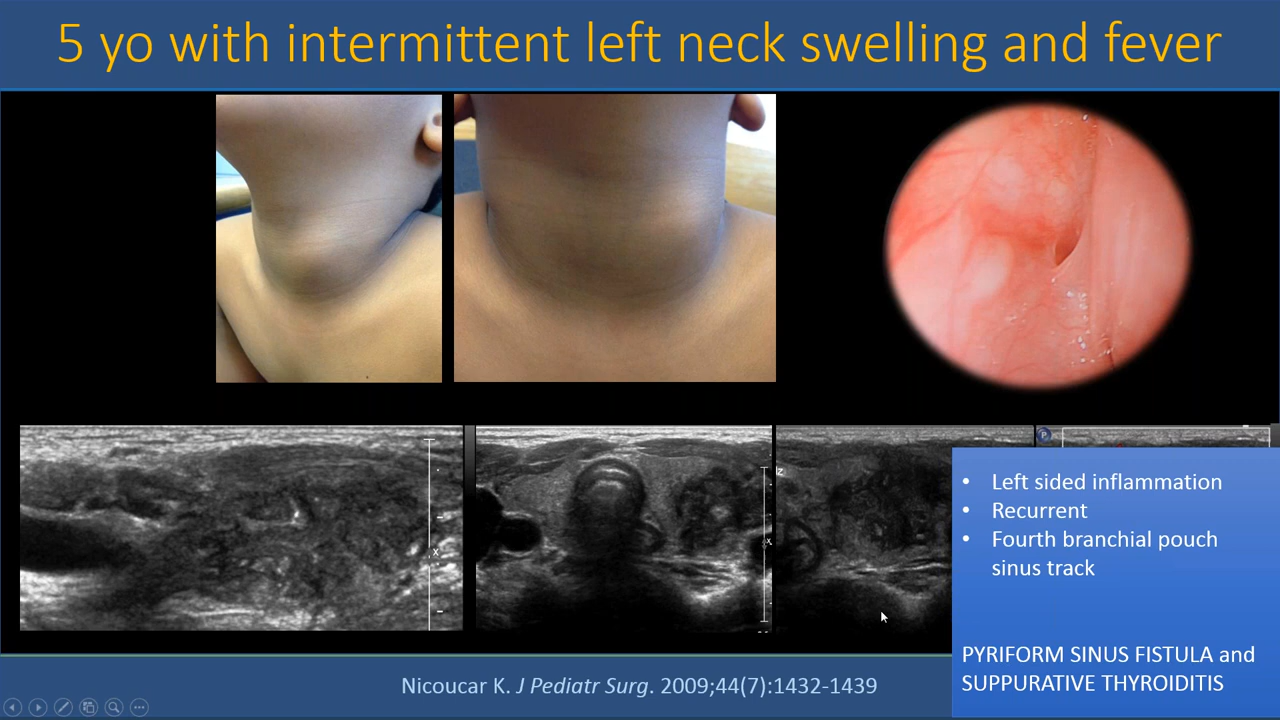 5 yo with intermittent left neck swelling and fever
P
z
x
x
• Left sided inflammation
• Recurrent
• Fourth branchial pouch
sinus track
PYRIFORM SINUS FISTULA and
SUPPURATIVE THYROIDITIS
Nicoucar K. J Pediatr Surg. 2009;44(7):1432-1439